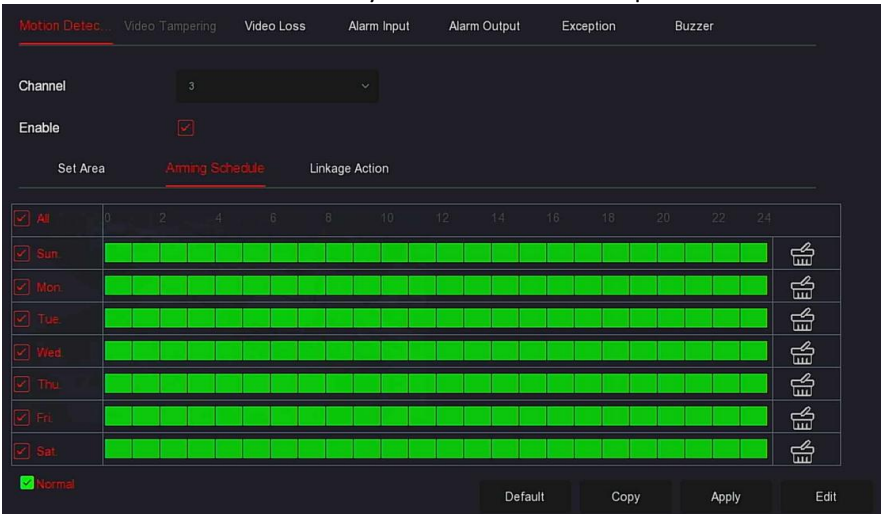 Motion Detec... Video Tampering Video Loss Alarm Input Alarm Output Exception Buzzer
Channel 3
Enable
Set Area Arming Schedule Linkage Action
All 0 2 4 6 8 10 12 14 16 18 20 22 24
Sun.
Mon.
Tue.
Wed.
Thu.
Fri.
Sat.
Normal
Default Copy Apply Edit